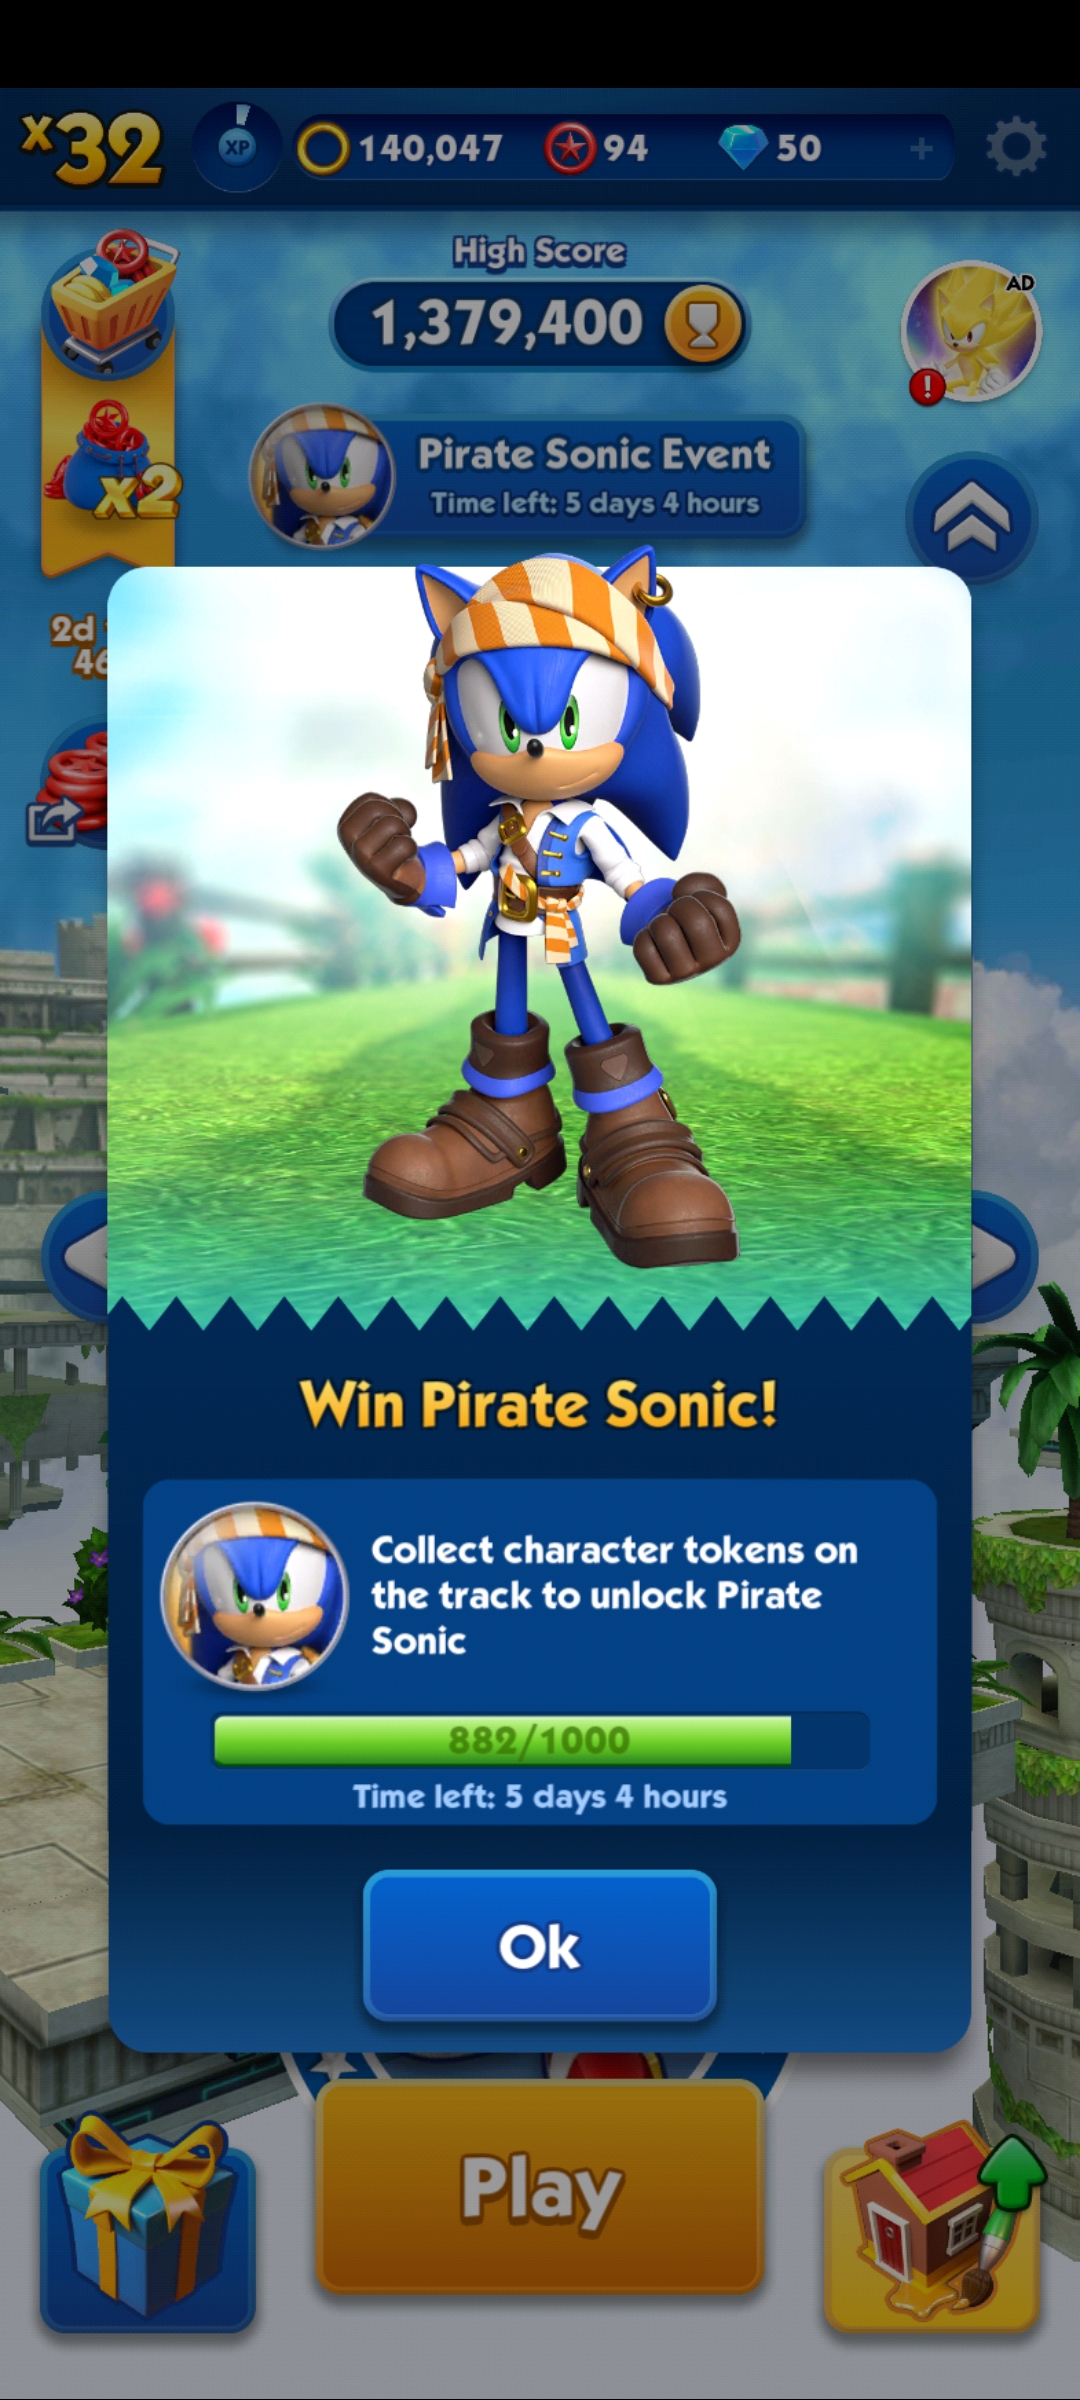 x32
XP
140,047
94
50
+
High Score
1,379,400
AD
!
Pirate Sonic Event
Time left: 5 days 4 hours
x2
2d
46
Win Pirate Sonic!
Collect character tokens on
the track to unlock Pirate
Sonic
882/1000
Time left: 5 days 4 hours
Ok
Play